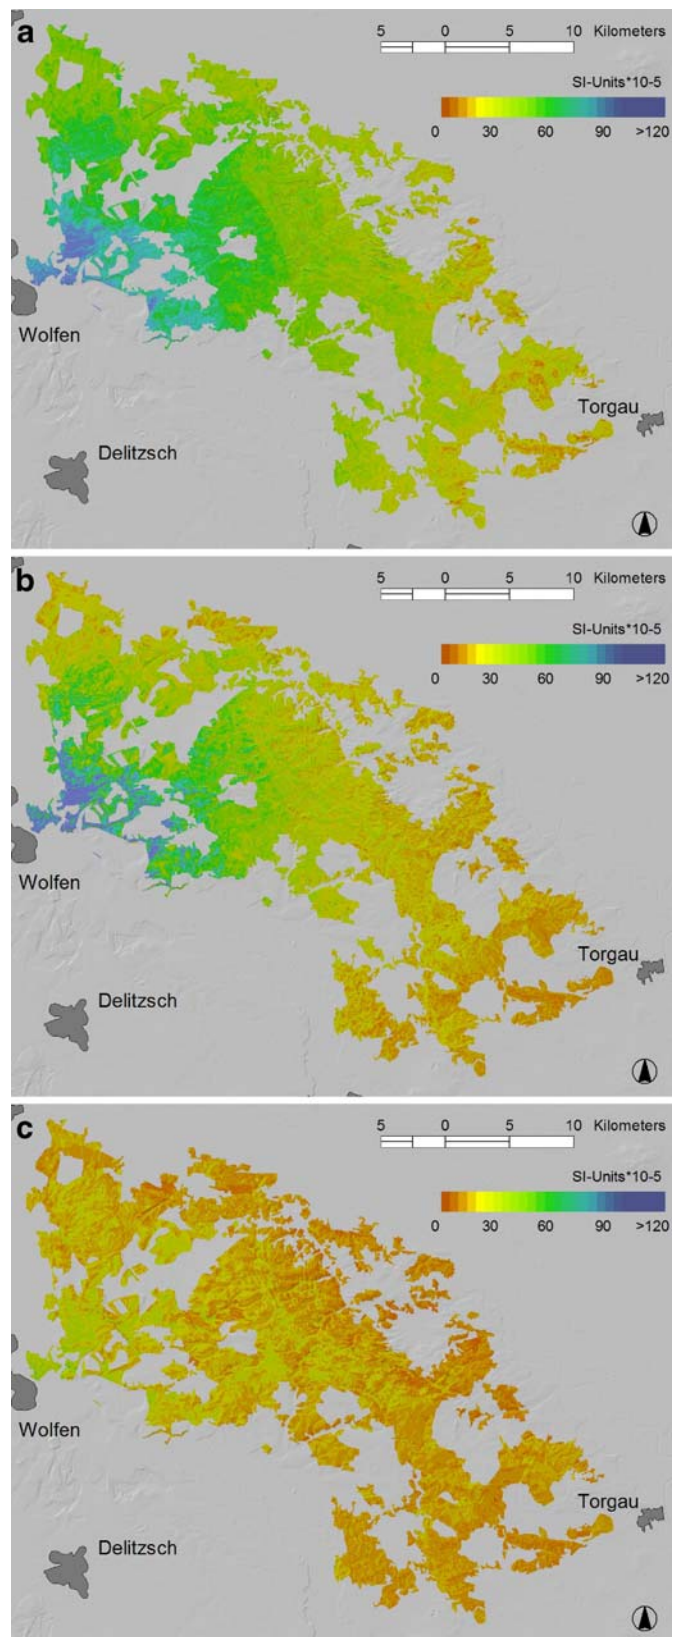 a
5 0 5 10 Kilometers
SI-Units*10-5
0 30 60 90 >120
Wolfen
Torgau
Delitzsch
b
5 0 5 10 Kilometers
SI-Units*10-5
0 30 60 90 >120
Wolfen
Torgau
Delitzsch
c
5 0 5 10 Kilometers
SI-Units*10-5
0 30 60 90 >120
Wolfen
Torgau
Delitzsch